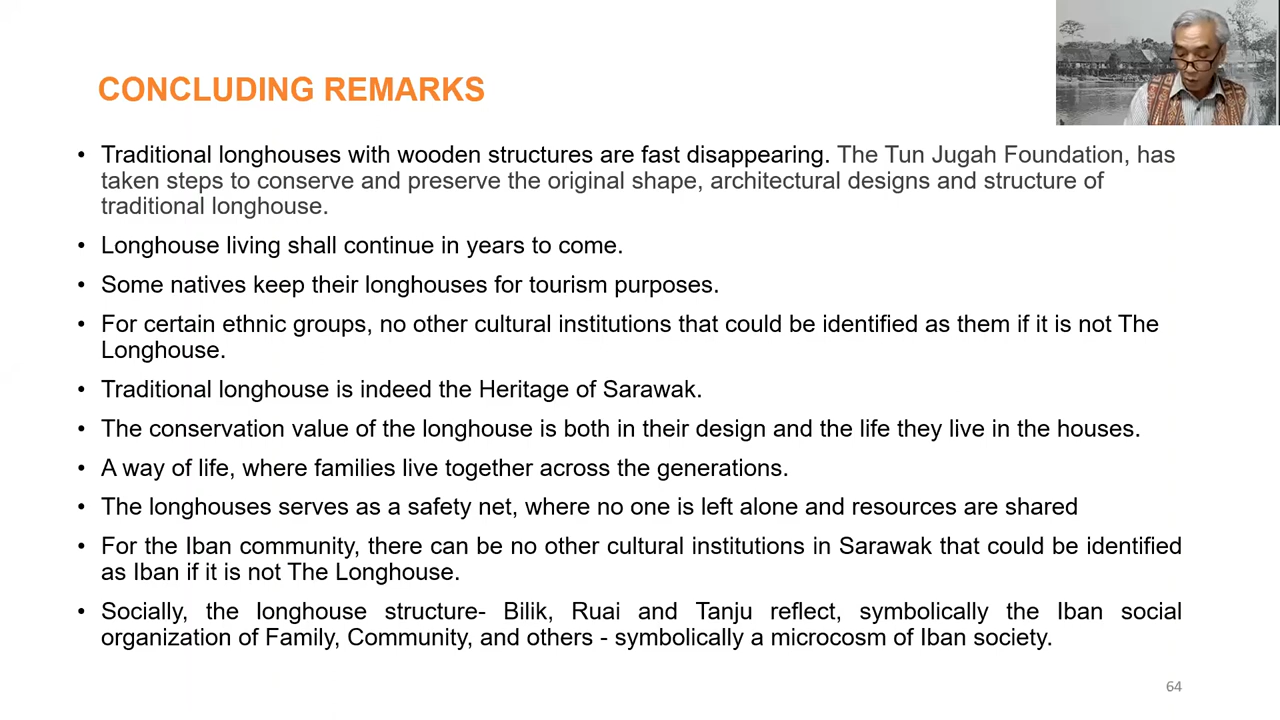 CONCLUDING REMARKS
• Traditional longhouses with wooden structures are fast disappearing. The Tun Jugah Foundation, has
taken steps to conserve and preserve the original shape, architectural designs and structure of
traditional longhouse.
• Longhouse living shall continue in years to come.
• Some natives keep their longhouses for tourism purposes.
• For certain ethnic groups, no other cultural institutions that could be identified as them if it is not The
Longhouse.
• Traditional longhouse is indeed the Heritage of Sarawak.
• The conservation value of the longhouse is both in their design and the life they live in the houses.
• A way of life, where families live together across the generations.
• The longhouses serves as a safety net, where no one is left alone and resources are shared
• For the Iban community, there can be no other cultural institutions in Sarawak that could be identified
as Iban if it is not The Longhouse.
• Socially, the longhouse structure- Bilik, Ruai and Tanju reflect, symbolically the Iban social
organization of Family, Community, and others - symbolically a microcosm of Iban society.
64